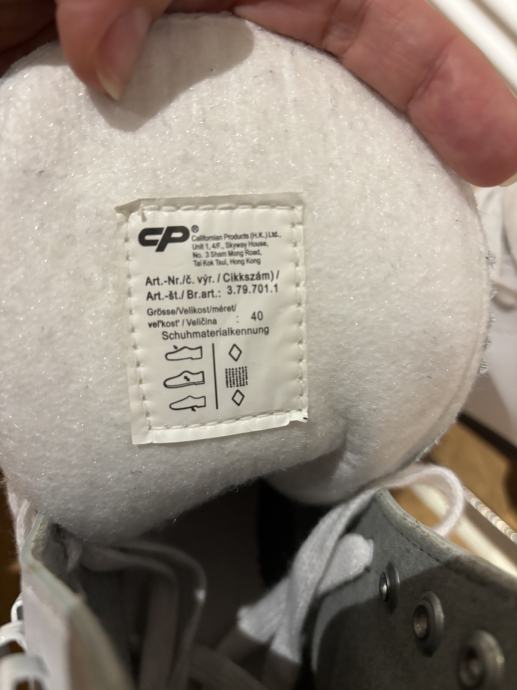 CP® Californian Products (H.K.) Ltd.,
Unit 1, 4/F., Skyway House,
No. 3 Sham Mong Road,
Tai Kok Tsui, Hong Kong
Art.-Nr./č. výr. / Cikkszám) /
Art.-št./ Br.art.: 3.79.701.1
Grösse/Velikost/méret/
veľkosť / Veličina : 40
Schuhmaterialkennung